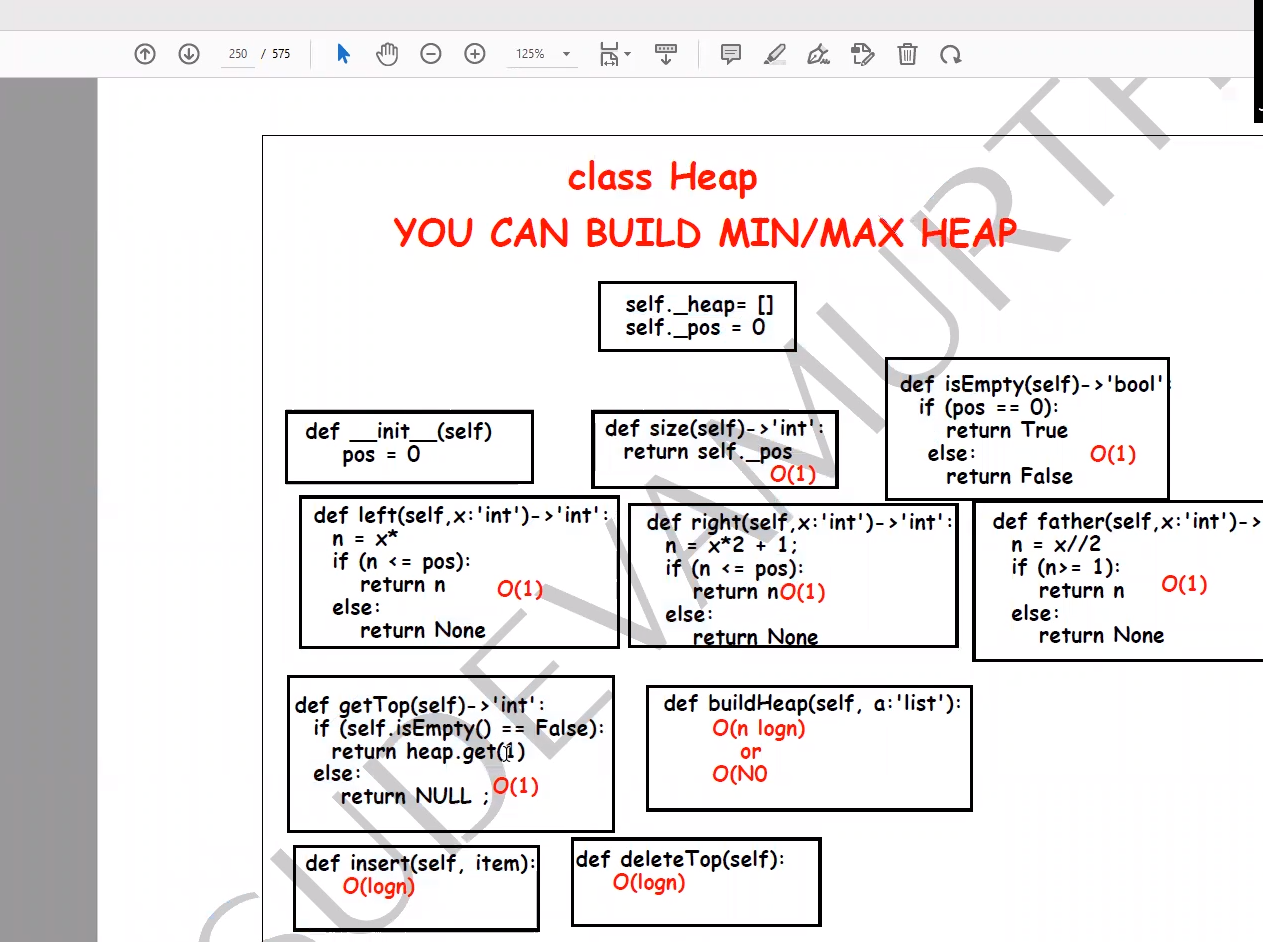 250 / 575
125%
class Heap
YOU CAN BUILD MIN/MAX HEAP
self._heap= []
self._pos = 0
def __init__(self)
pos = 0
def size(self)->'int':
return self._pos
O(1)
def isEmpty(self)->'bool':
if (pos == 0):
return True
else:
O(1)
return False
def left(self,x:'int')->'int':
n = x*
if (n <= pos):
return n
O(1)
else:
return None
def right(self,x:'int')->'int':
n = x*2 + 1;
if (n <= pos):
return nO(1)
else:
return None
def father(self,x:'int')->
n = x//2
if (n>= 1):
return n
O(1)
else:
return None
def getTop(self)->'int':
if (self.isEmpty() == False):
return heap.get(1)
else:
return NULL ;
O(1)
def buildHeap(self, a:'list'):
O(n logn)
or
O(N0
def insert(self, item):
O(logn)
def deleteTop(self):
O(logn)
SUDEVAMURTH